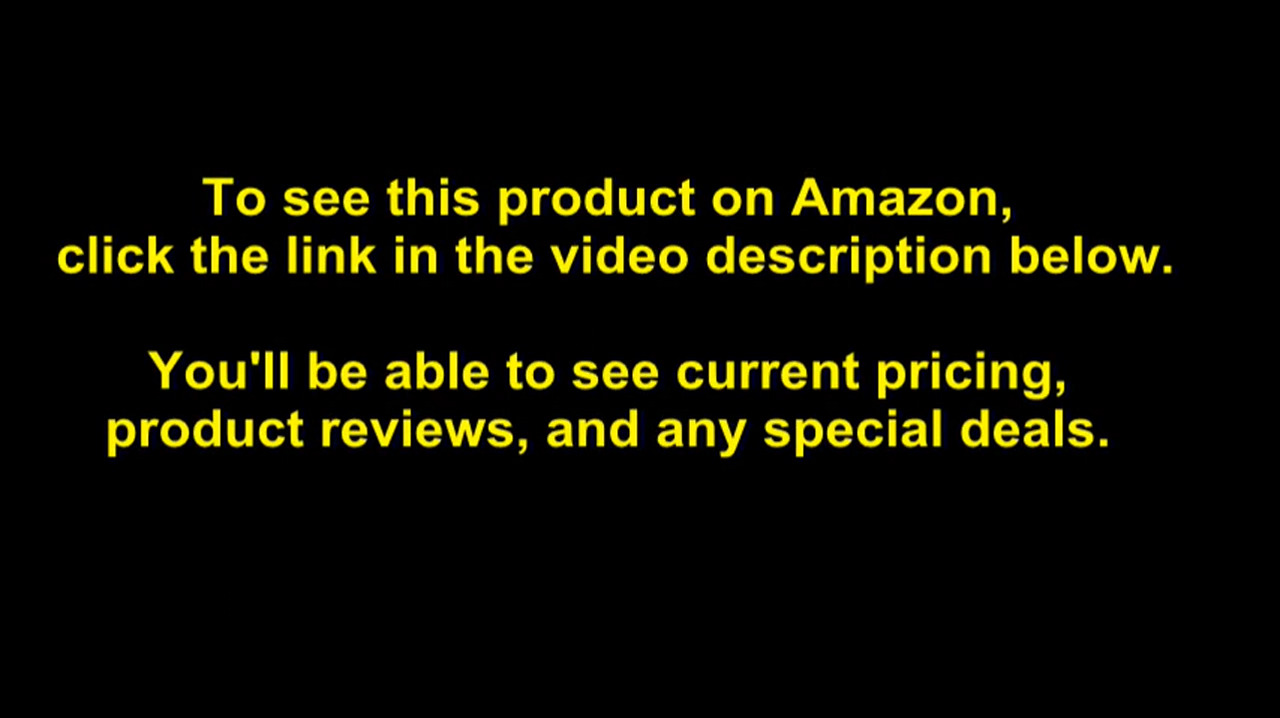 To see this product on Amazon,
click the link in the video description below.
You'll be able to see current pricing,
product reviews, and any special deals.